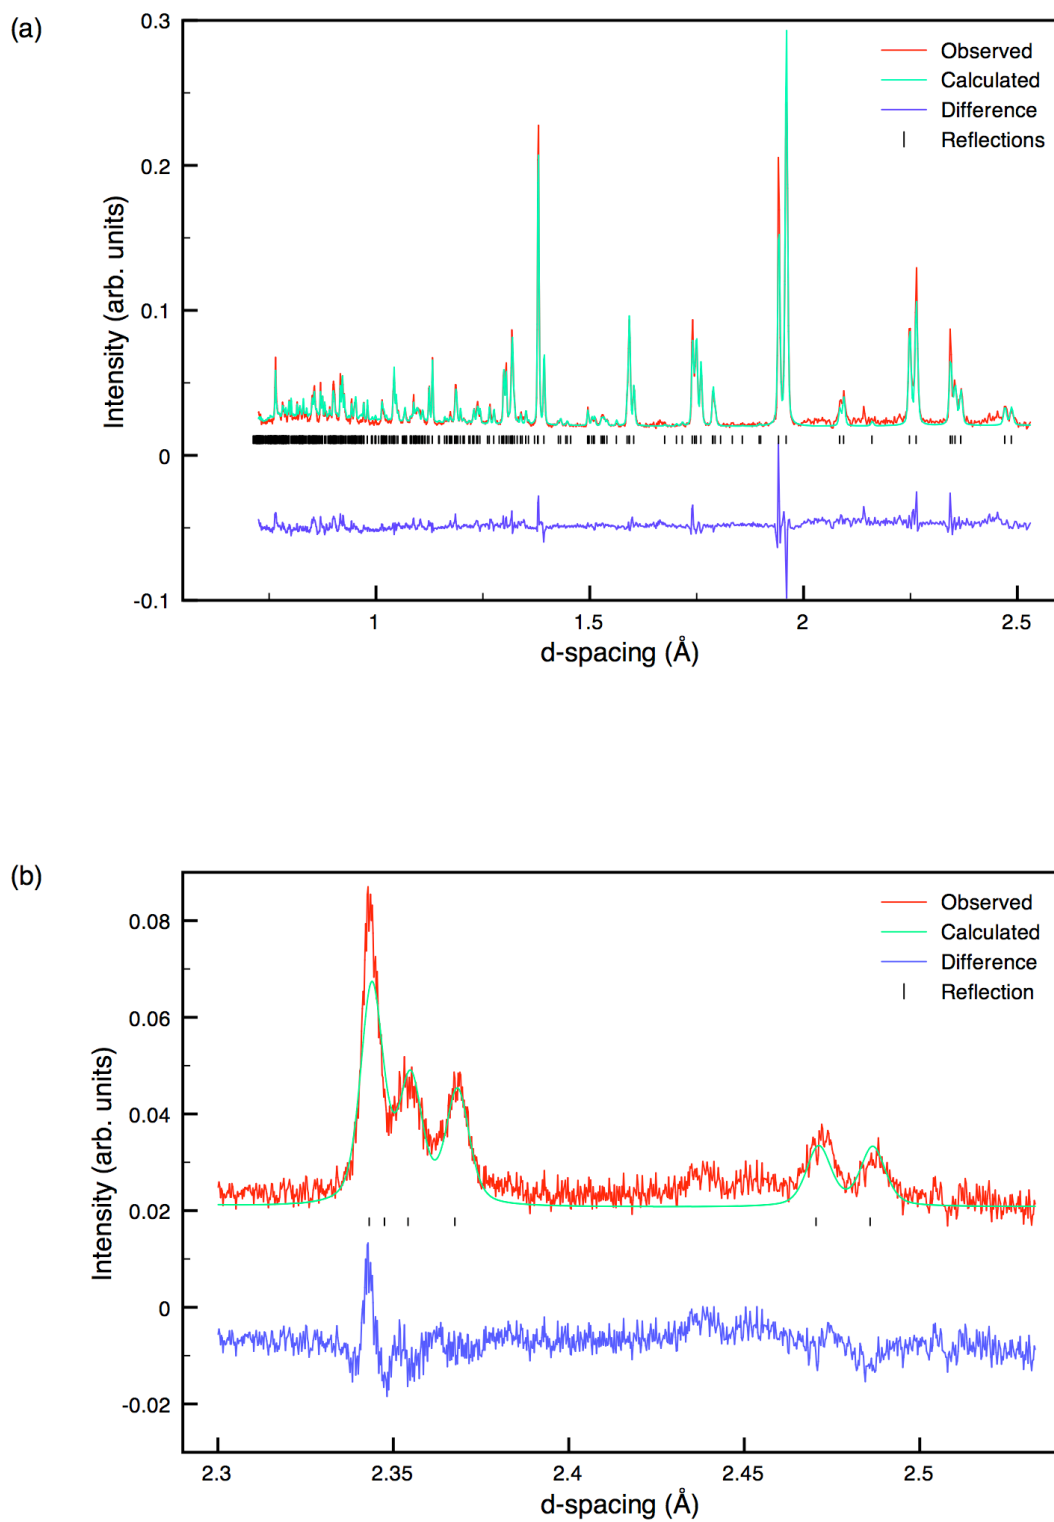 (a)
0.3
0.2
0.1
0
-0.1
Intensity (arb. units)
Observed
Calculated
Difference
Reflections
1
1.5
2
2.5
d-spacing (Å)
(b)
0.08
0.06
0.04
0.02
0
-0.02
Intensity (arb. units)
Observed
Calculated
Difference
Reflection
2.3
2.35
2.4
2.45
2.5
d-spacing (Å)